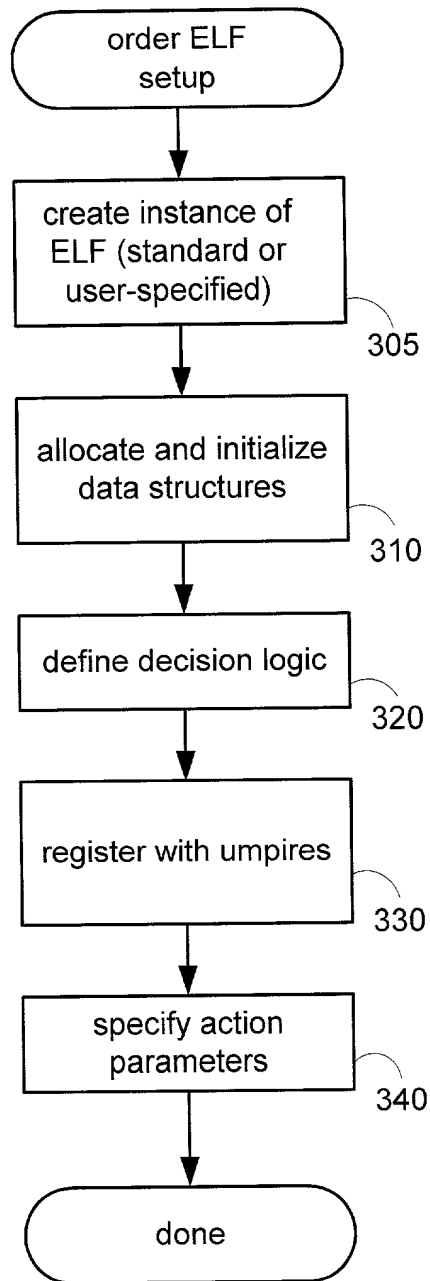 order ELF
setup
create instance of
ELF (standard or
user-specified)
305
allocate and initialize
data structures
310
define decision logic
320
register with umpires
330
specify action
parameters
340
done